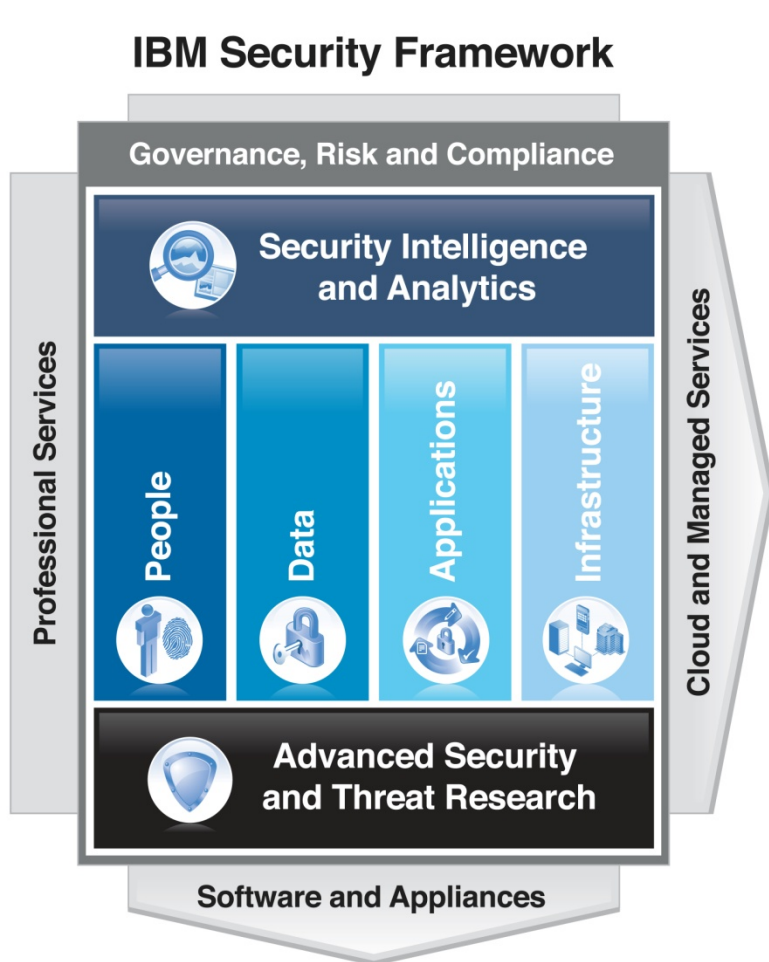 IBM Security Framework
Governance, Risk and Compliance
Security Intelligence
and Analytics
Professional Services
People
Data
Applications
Infrastructure
Cloud and Managed Services
Advanced Security
and Threat Research
Software and Appliances